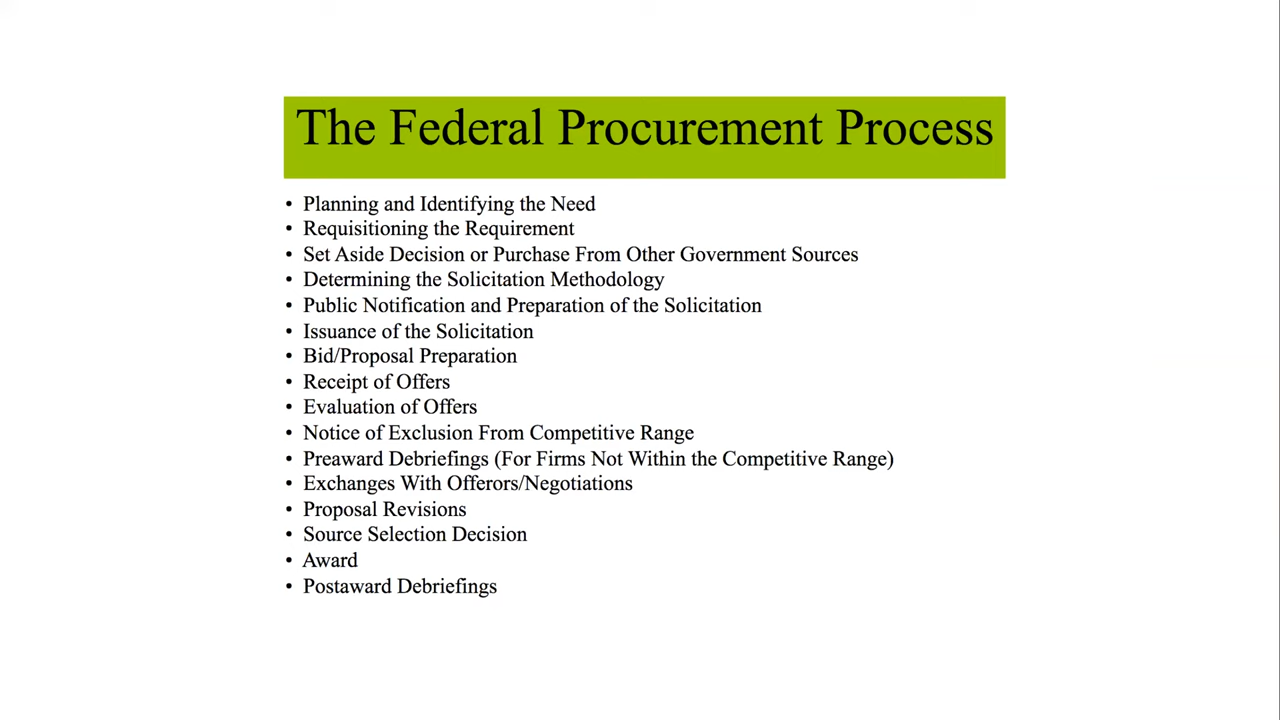 The Federal Procurement Process
• Planning and Identifying the Need
• Requisitioning the Requirement
• Set Aside Decision or Purchase From Other Government Sources
• Determining the Solicitation Methodology
• Public Notification and Preparation of the Solicitation
• Issuance of the Solicitation
• Bid/Proposal Preparation
• Receipt of Offers
• Evaluation of Offers
• Notice of Exclusion From Competitive Range
• Preaward Debriefings (For Firms Not Within the Competitive Range)
• Exchanges With Offerors/Negotiations
• Proposal Revisions
• Source Selection Decision
• Award
• Postaward Debriefings